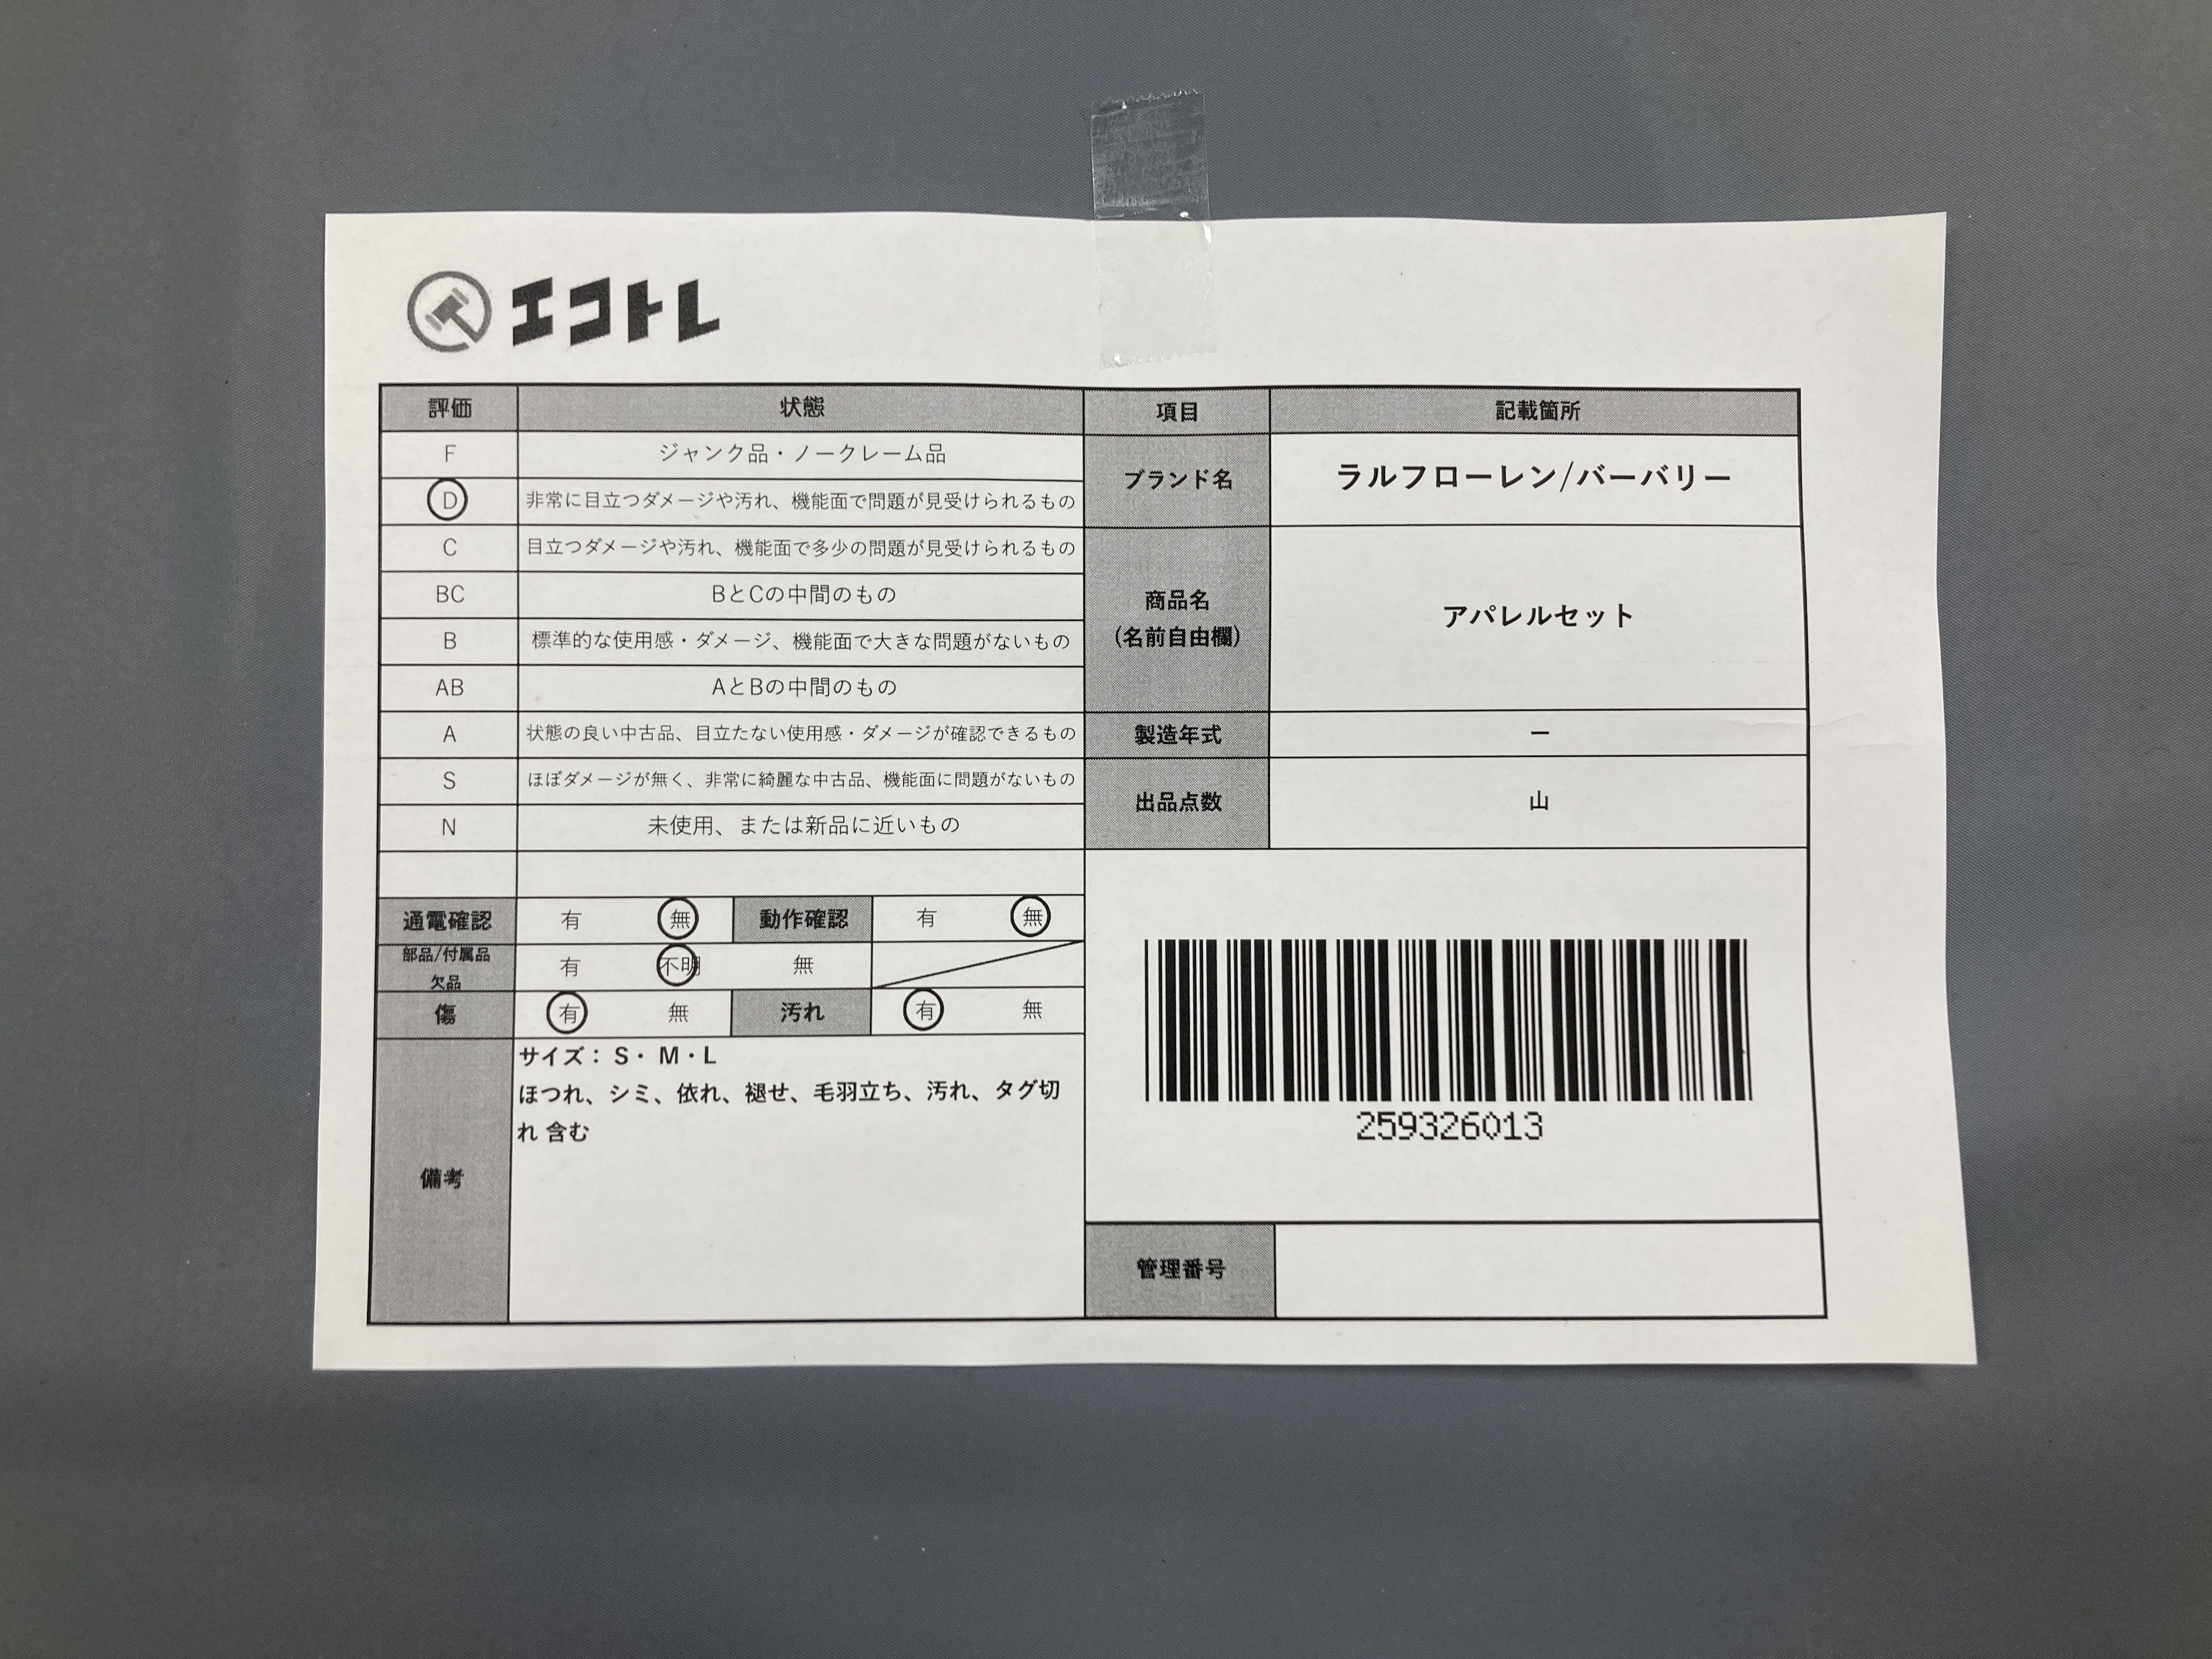 エコトレ
評価 状態 項目 記載箇所
F ジャンク品・ノークレーム品
D 非常に目立つダメージや汚れ、機能面で問題が見受けられるもの
ブランド名 ラルフローレン/バーバリー
C 目立つダメージや汚れ、機能面で多少の問題が見受けられるもの
BC BとCの中間のもの
商品名
(名前自由欄)
アパレルセット
B 標準的な使用感・ダメージ、機能面で大きな問題がないもの
AB AとBの中間のもの
A 状態の良い中古品、目立たない使用感・ダメージが確認できるもの
製造年式 ー
S ほぼダメージが無く、非常に綺麗な中古品、機能面に問題がないもの
出品点数 山
N 未使用、または新品に近いもの
通電確認 有 無 動作確認 有 無
部品/付属品
欠品
有 不明 無
傷 有 無 汚れ 有 無
備考
サイズ：S・M・L
ほつれ、シミ、依れ、褪せ、毛羽立ち、汚れ、タグ切
れ 含む
259326013
管理番号